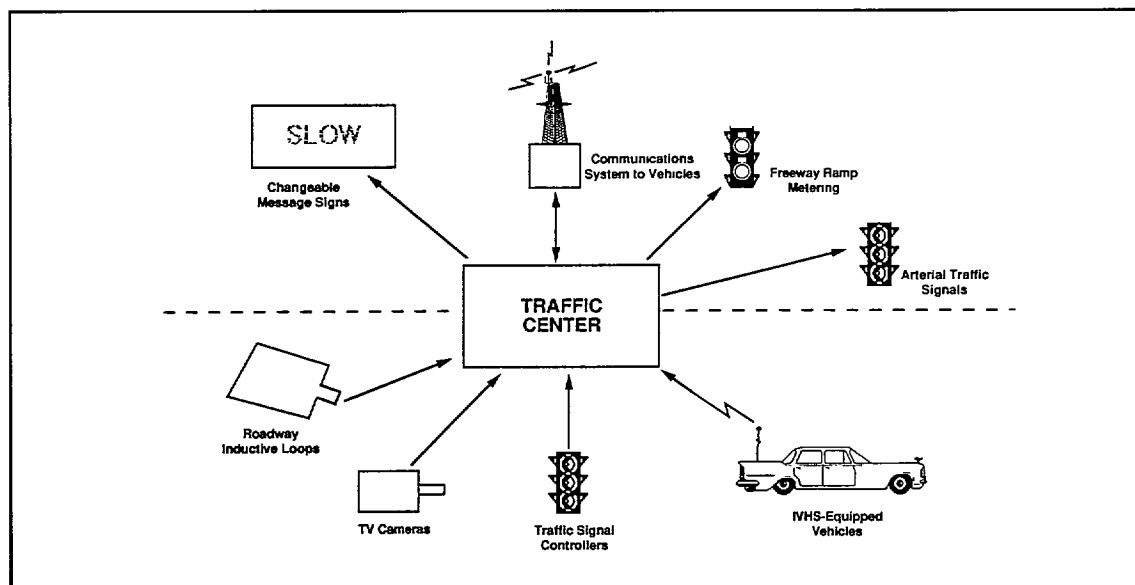 SLOW
Changeable
Message Signs
Communications
System to Vehicles
Freeway Ramp
Metering
Arterial Traffic
Signals
TRAFFIC
CENTER
Roadway
Inductive Loops
TV Cameras
Traffic Signal
Controllers
IVHS-Equipped
Vehicles